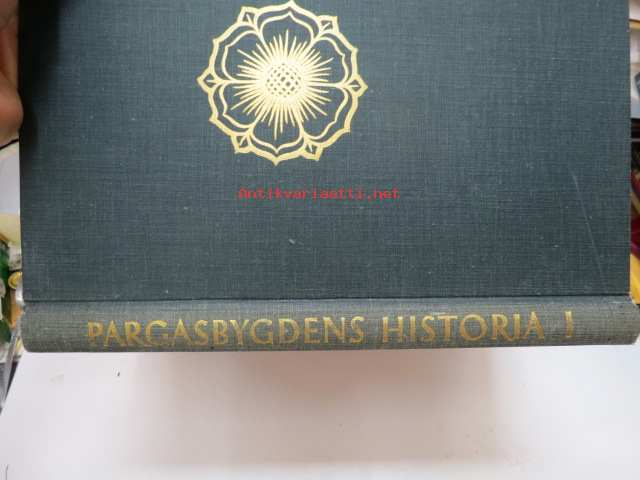 Antikvariaatti.net
PARGASBYGDENS HISTORIA I